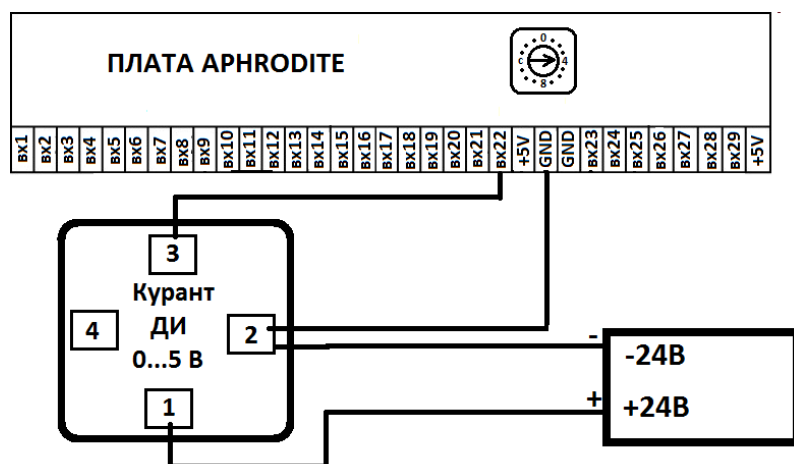 ПЛАТА APHRODITE
0
с 4
8
вх1 вх2 вх3 вх4 вх5 вх6 вх7 вх8 вх9 вх10 вх11 вх12 вх13 вх14 вх15 вх16 вх17 вх18 вх19 вх20 вх21 вх22 +5V GND GND вх23 вх24 вх25 вх26 вх27 вх28 вх29 +5V
3
Курант
4 ДИ 2
0...5 В
1
- -24В
+ +24В